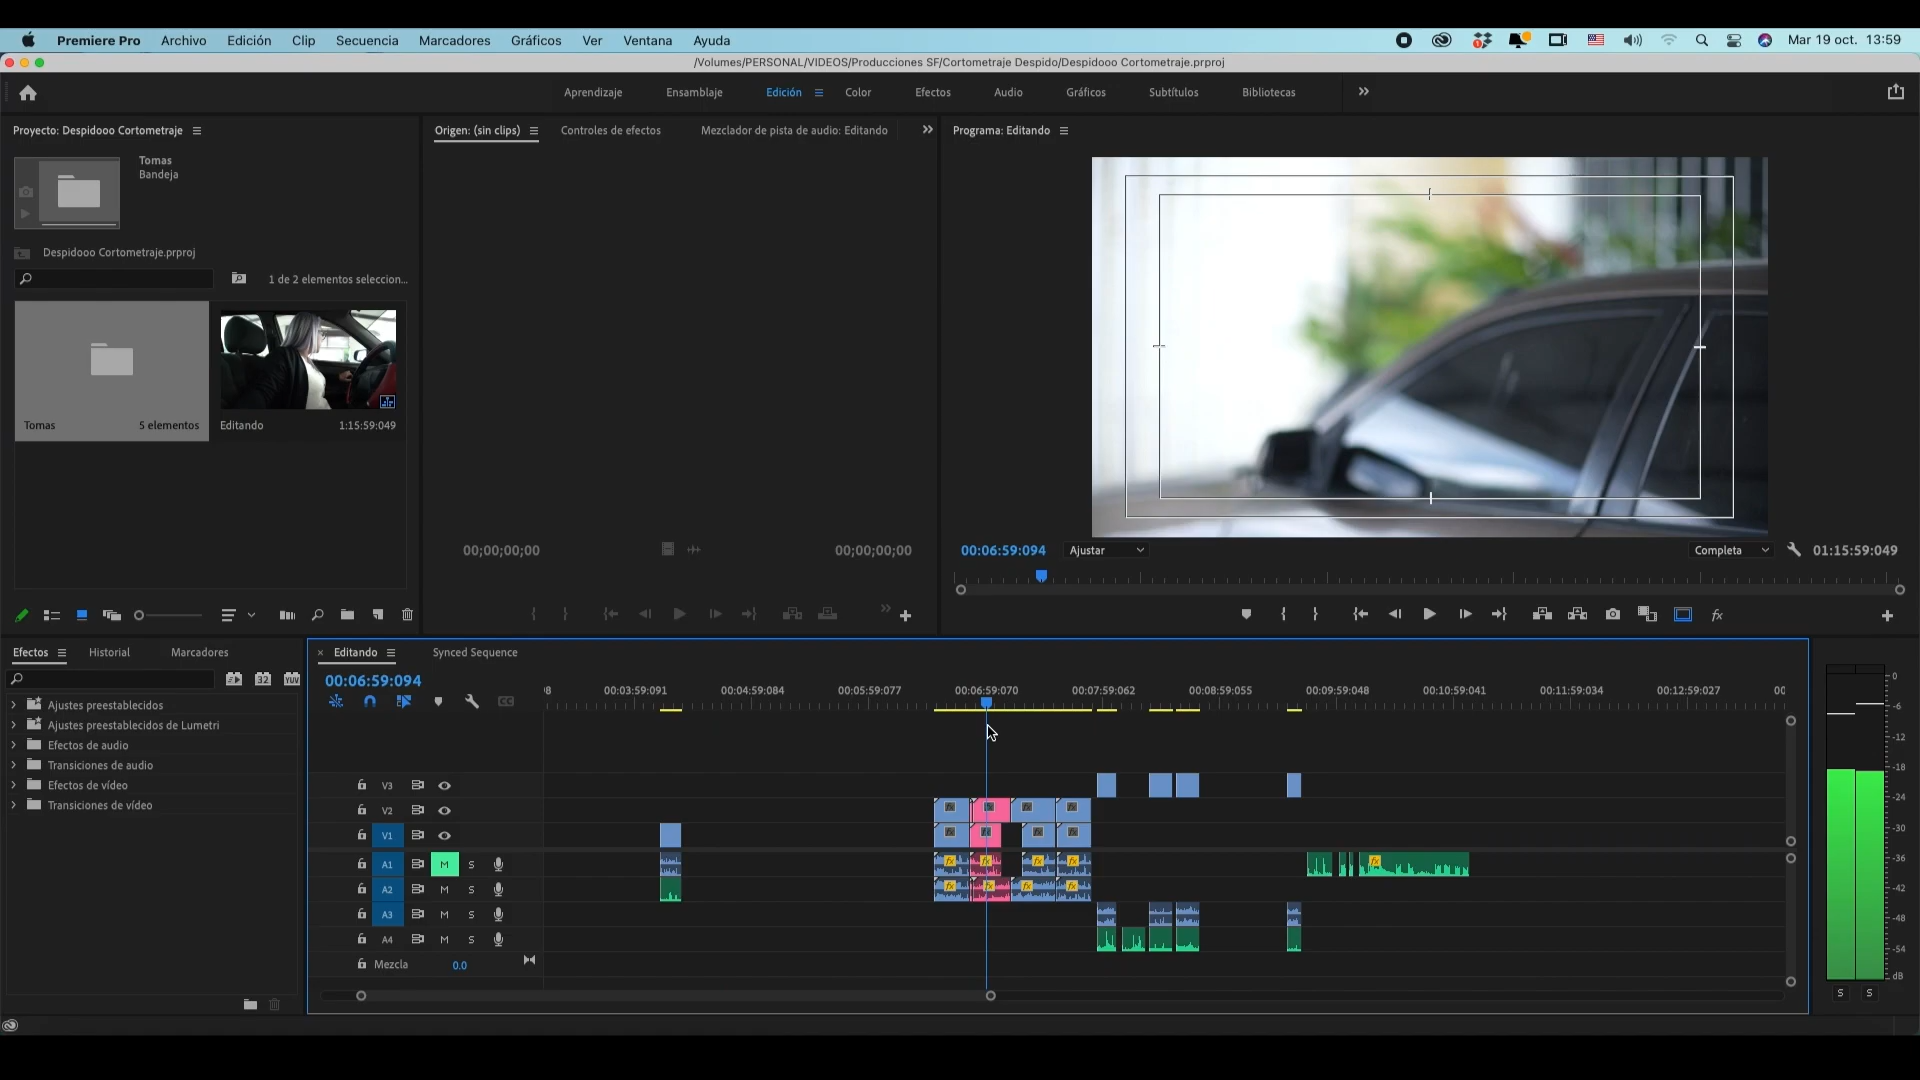 Premiere Pro Archivo Edición Clip Secuencia Marcadores Gráficos Ver Ventana Ayuda Mar 19 oct. 13:59
/Volumes/PERSONAL/VIDEOS/Producciones SF/Cortometraje Despido/Despidooo Cortometraje.prproj
Aprendizaje Ensamblaje Edición Color Efectos Audio Gráficos Subtítulos Bibliotecas
Proyecto: Despidooo Cortometraje
Tomas
Bandeja
Despidooo Cortometraje.prproj
1 de 2 elementos seleccion...
Tomas 5 elementos
Editando 1:15:59:049
Origen: (sin clips) Controles de efectos Mezclador de pista de audio: Editando
00;00;00;00 00;00;00;00
Programa: Editando
00:06:59:094 Ajustar Completa 01:15:59:049
Efectos Historial Marcadores
32 YUV
Ajustes preestablecidos
Ajustes preestablecidos de Lumetri
Efectos de audio
Transiciones de audio
Efectos de vídeo
Transiciones de vídeo
Editando Synced Sequence
00:06:59:094
00:03:59:091 00:04:59:084 00:05:59:077 00:06:59:070 00:07:59:062 00:08:59:055 00:09:59:048 00:10:59:041 00:11:59:034 00:12:59:027 00
V3
V2
V1
A1 M S
A2 M S
A3 M S
A4 M S
Mezcla 0.0
0
-6
-12
-18
-24
-30
-36
-42
-48
-54
dB
S S